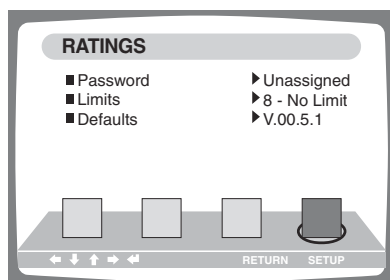 RATINGS
Password Unassigned
Limits 8 - No Limit
Defaults V.00.5.1
RETURN SETUP